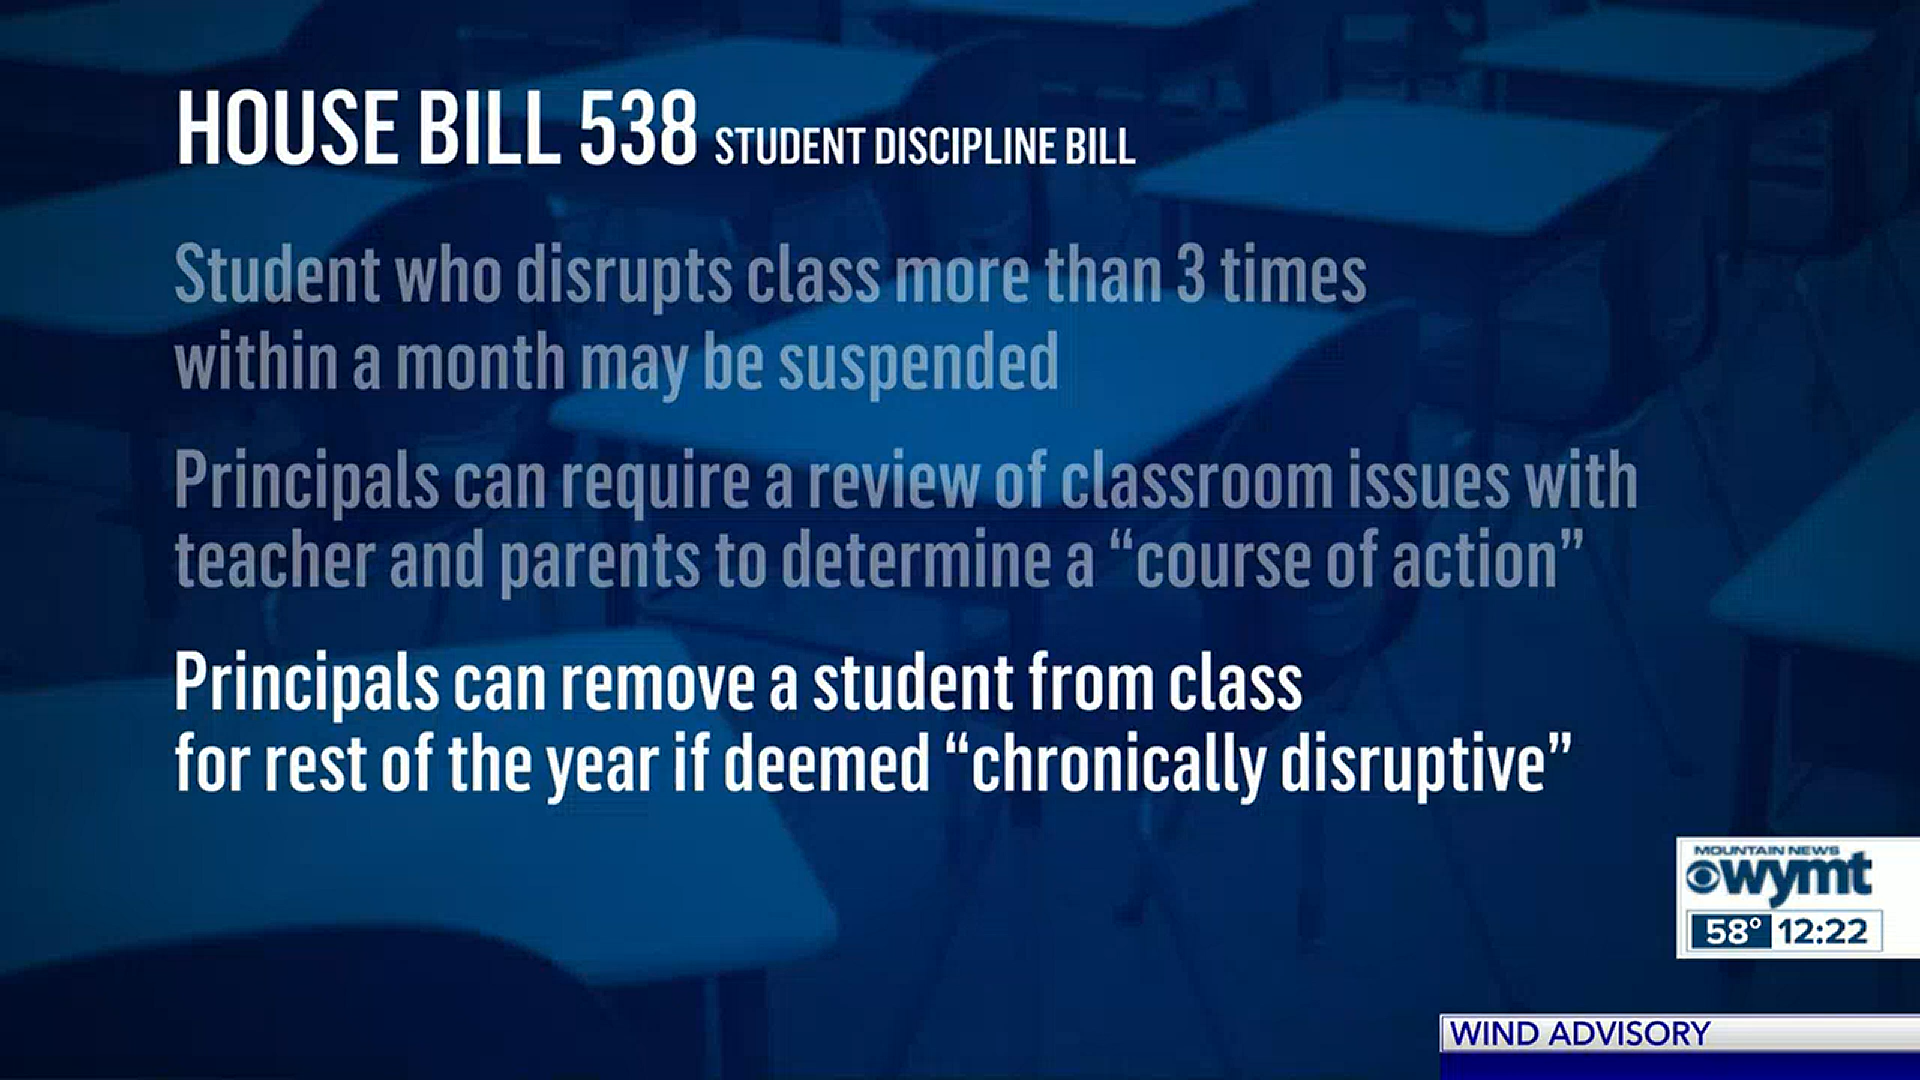 HOUSE BILL 538 STUDENT DISCIPLINE BILL
Student who disrupts class more than 3 times
within a month may be suspended
Principals can require a review of classroom issues with
teacher and parents to determine a “course of action”
Principals can remove a student from class
for rest of the year if deemed “chronically disruptive”
MOUNTAIN NEWS
wymt
58° 12:22
WIND ADVISORY